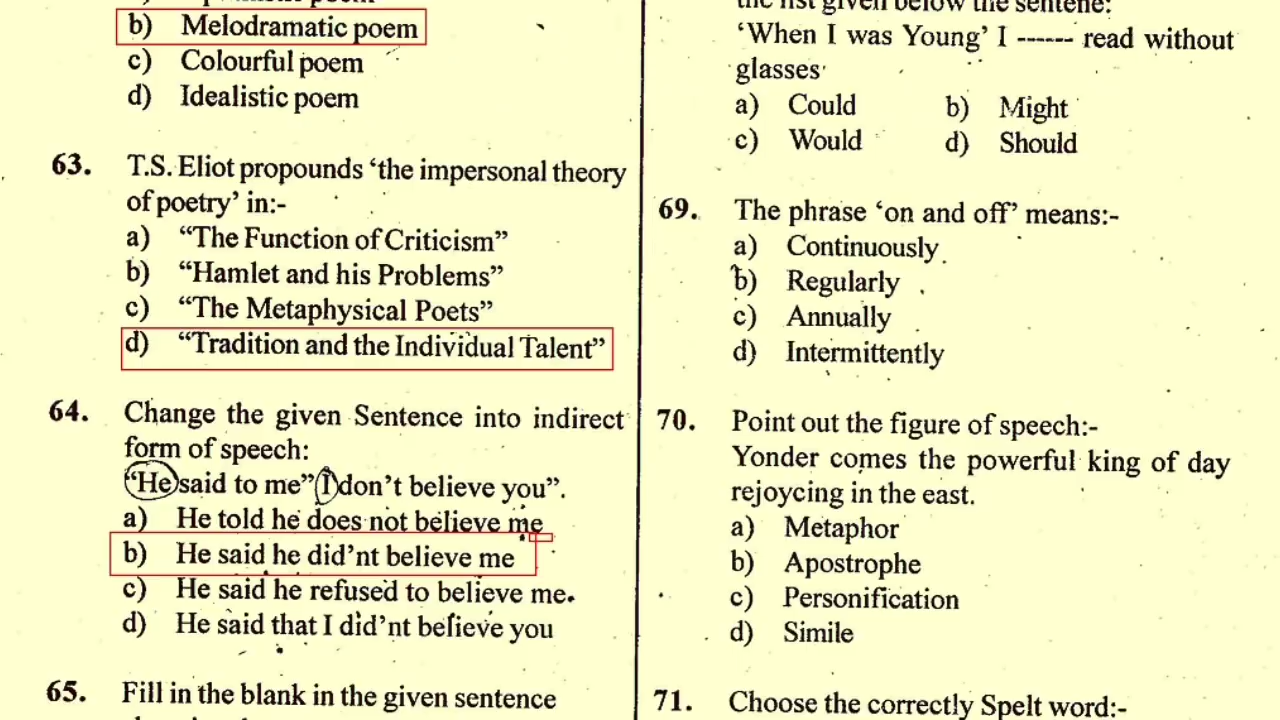 b) Melodramatic poem
c) Colourful poem
d) Idealistic poem
63. T.S. Eliot propounds ‘the impersonal theory
of poetry’ in:-
a) “The Function of Criticism”
b) “Hamlet and his Problems”
c) “The Metaphysical Poets”
d) “Tradition and the Individual Talent”
64. Change the given Sentence into indirect
form of speech:
“He said to me” I don’t believe you”.
a) He told he does not believe me
b) He said he did’nt believe me
c) He said he refused to believe me.
d) He said that I did’nt believe you
65. Fill in the blank in the given sentence
the list given below the sentene:
‘When I was Young’ I ------ read without
glasses
a) Could b) Might
c) Would d) Should
69. The phrase ‘on and off’ means:-
a) Continuously
b) Regularly
c) Annually
d) Intermittently
70. Point out the figure of speech:-
Yonder comes the powerful king of day
rejoycing in the east.
a) Metaphor
b) Apostrophe
c) Personification
d) Simile
71. Choose the correctly Spelt word:-